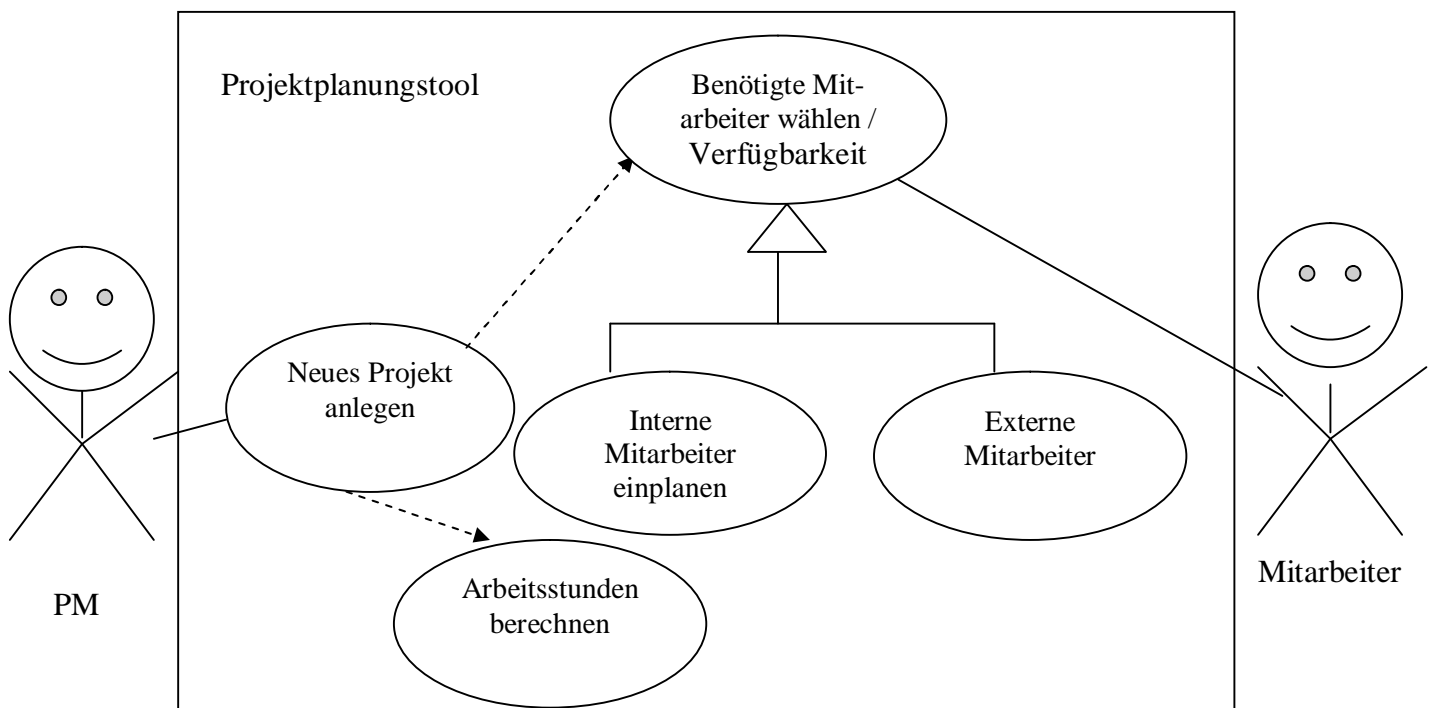 Projektplanungstool
Benötigte Mit-
arbeiter wählen /
Verfügbarkeit
Neues Projekt
anlegen
Interne
Mitarbeiter
einplanen
Externe
Mitarbeiter
Arbeitsstunden
berechnen
PM
Mitarbeiter